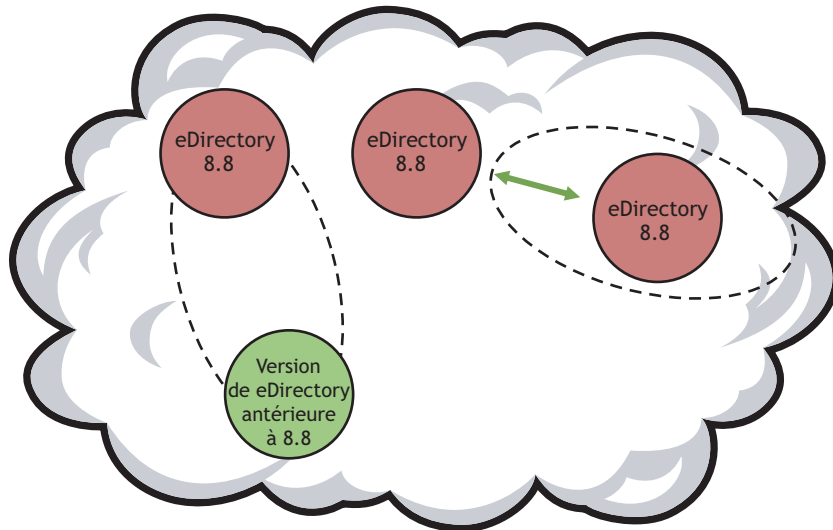 eDirectory
8.8
eDirectory
8.8
eDirectory
8.8
Version
de eDirectory
antérieure
à 8.8